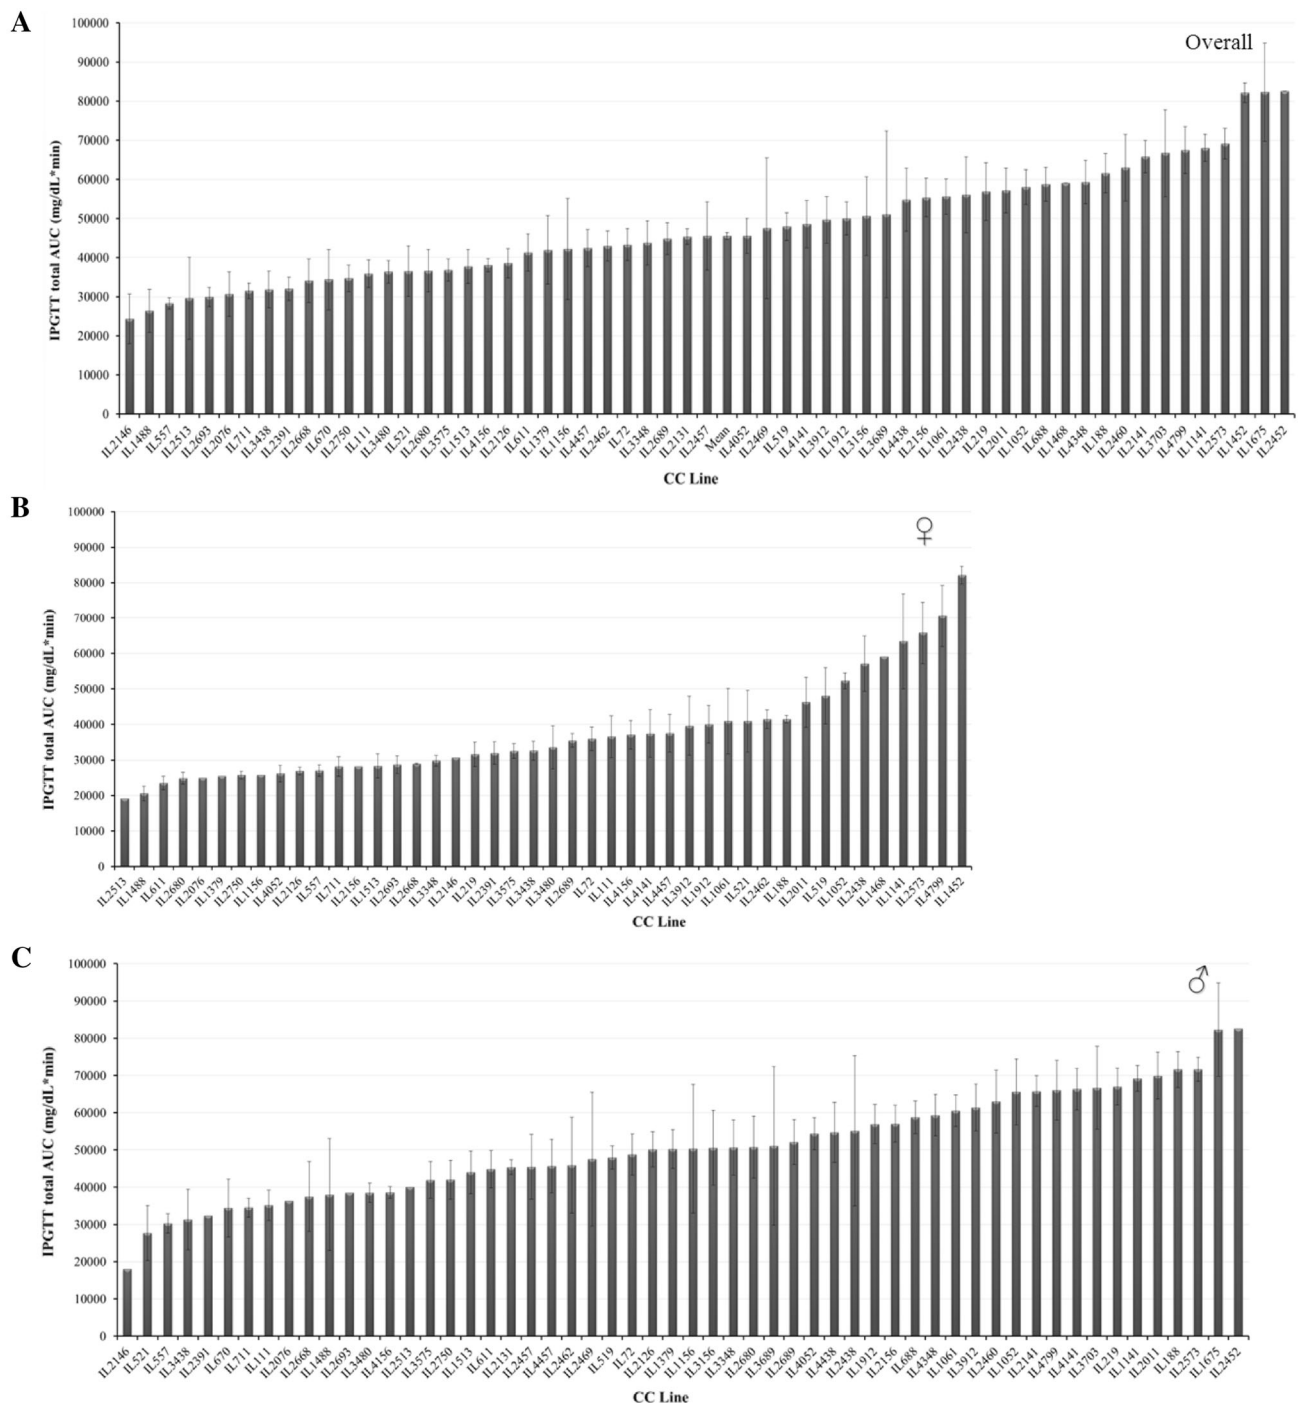 A
Overall
100000
90000
80000
70000
60000
50000
40000
30000
20000
10000
0
IPGTT total AUC (mg/dL*min)
IL2146 IL1488 IL557 IL2513 IL2693 IL2076 IL711 IL3438 IL2391 IL2668 IL670 IL2750 IL111 IL3480 IL521 IL2680 IL3575 IL1513 IL4156 IL2126 IL611 IL1379 IL1156 IL4457 IL2462 IL72 IL3348 IL2689 IL2131 IL2457 Mean IL4052 IL2469 IL519 IL4141 IL3912 IL1912 IL3156 IL3689 IL4438 IL2156 IL1061 IL2438 IL219 IL2011 IL1052 IL688 IL1468 IL4348 IL188 IL2460 IL2141 IL3703 IL4799 IL1141 IL2573 IL1452 IL1675 IL2452
CC Line
B
♀
100000
90000
80000
70000
60000
50000
40000
30000
20000
10000
0
IPGTT total AUC (mg/dL*min)
IL2513 IL1488 IL611 IL2680 IL2076 IL1379 IL2750 IL1156 IL4052 IL2126 IL557 IL711 IL2156 IL1513 IL2693 IL2668 IL3348 IL2146 IL219 IL2391 IL3575 IL3438 IL3480 IL2689 IL72 IL111 IL4156 IL4141 IL4457 IL3912 IL1912 IL1061 IL521 IL2462 IL188 IL2011 IL519 IL1052 IL2438 IL1468 IL1141 IL2573 IL4799 IL1452
CC Line
C
♂
100000
90000
80000
70000
60000
50000
40000
30000
20000
10000
0
IPGTT total AUC (mg/dL*min)
IL2146 IL521 IL557 IL3438 IL2391 IL670 IL711 IL111 IL2076 IL2668 IL1488 IL2693 IL3480 IL4156 IL2513 IL3575 IL2750 IL1513 IL611 IL2131 IL2457 IL4457 IL2462 IL2469 IL519 IL72 IL2126 IL1379 IL1156 IL3156 IL3348 IL2680 IL3689 IL2689 IL4052 IL4438 IL2438 IL1912 IL2156 IL688 IL4348 IL1061 IL3912 IL2460 IL1052 IL2141 IL4799 IL4141 IL3703 IL219 IL1141 IL2011 IL188 IL2573 IL1675 IL2452
CC Line